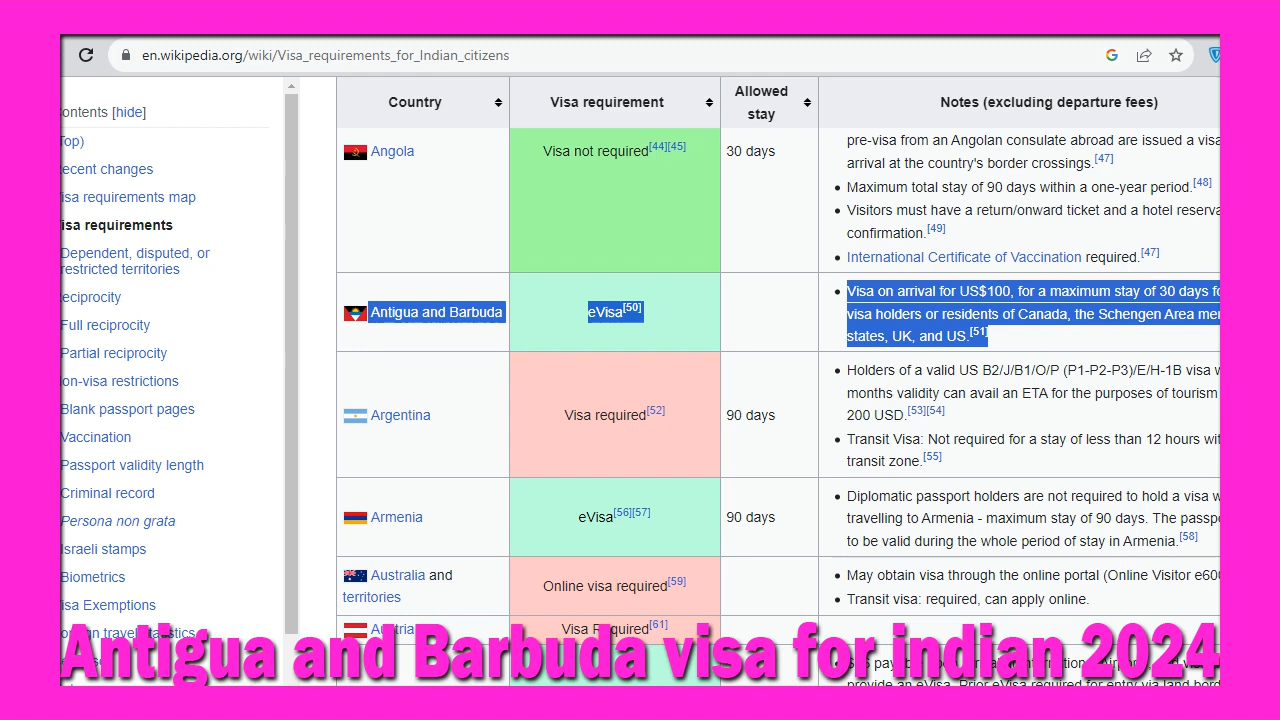 en.wikipedia.org/wiki/Visa_requirements_for_Indian_citizens
ontents [hide]
Top)
ecent changes
isa requirements map
isa requirements
Dependent, disputed, or
restricted territories
eciprocity
Full reciprocity
Partial reciprocity
on-visa restrictions
Blank passport pages
Vaccination
Passport validity length
Criminal record
Persona non grata
Israeli stamps
Biometrics
isa Exemptions
Country
Visa requirement
Allowed
stay
Notes (excluding departure fees)
Angola
Visa not required[44][45]
30 days
pre-visa from an Angolan consulate abroad are issued a visa
arrival at the country's border crossings.[47]
Maximum total stay of 90 days within a one-year period.[48]
Visitors must have a return/onward ticket and a hotel reserva
confirmation.[49]
International Certificate of Vaccination required.[47]
Antigua and Barbuda
eVisa[50]
Visa on arrival for US$100, for a maximum stay of 30 days fo
visa holders or residents of Canada, the Schengen Area me
states, UK, and US.[51]
Argentina
Visa required[52]
90 days
Holders of a valid US B2/J/B1/O/P (P1-P2-P3)/E/H-1B visa w
months validity can avail an ETA for the purposes of tourism
200 USD.[53][54]
Transit Visa: Not required for a stay of less than 12 hours wit
transit zone.[55]
Armenia
eVisa[56][57]
90 days
Diplomatic passport holders are not required to hold a visa w
travelling to Armenia - maximum stay of 90 days. The passp
to be valid during the whole period of stay in Armenia.[58]
Australia and
territories
Online visa required[59]
May obtain visa through the online portal (Online Visitor e600
Transit visa: required, can apply online.
Austria
Visa Required[61]
Antigua and Barbuda visa for indian 2024